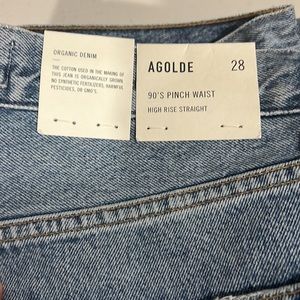 ORGANIC DENIM
THE COTTON USED IN THE MAKING OF
THIS JEAN IS ORGANICALLY GROWN
NO SYNTHETIC FERTILIZERS, HARMFUL
PESTICIDES, OR GMO'S.
AGOLDE 28
90'S PINCH WAIST
HIGH RISE STRAIGHT